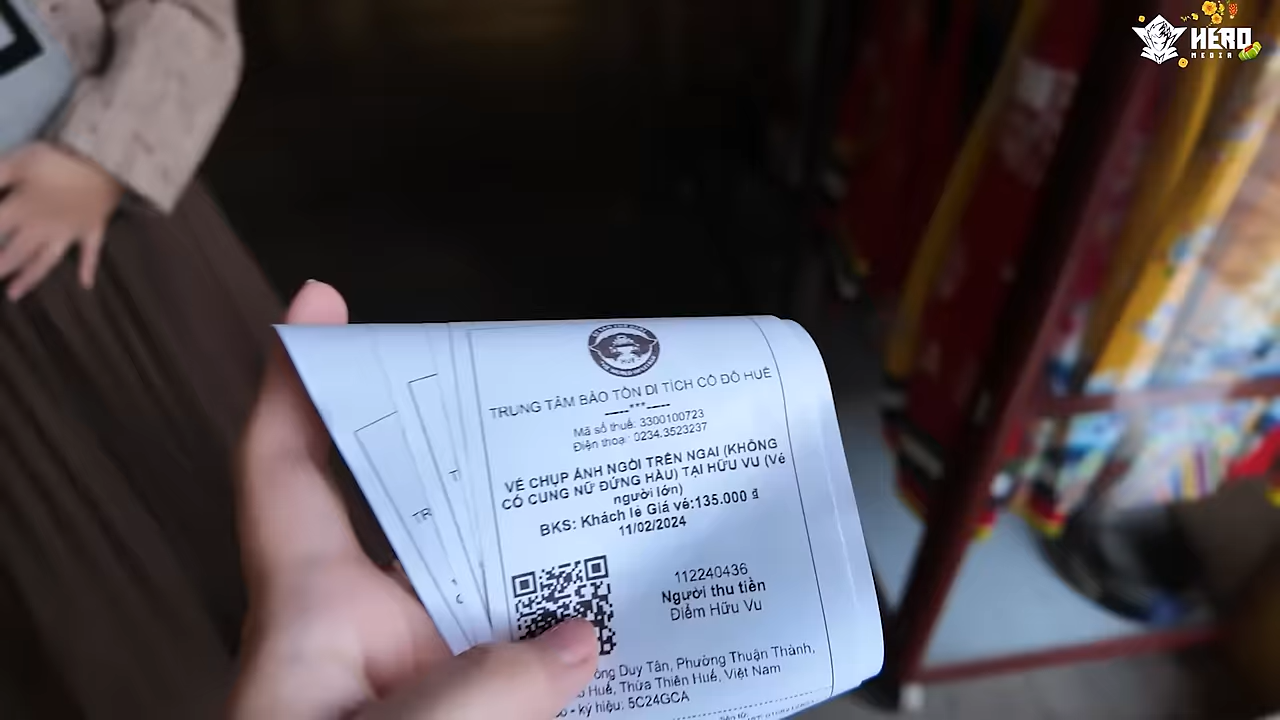 HERO
MEDIA
HUẾ
TRUNG TÂM BẢO TỒN DI TÍCH CỐ ĐÔ HUẾ
-----***-----
Mã số thuế: 3300100723
Điện thoại: 0234.3523237
VÉ CHỤP ẢNH NGỒI TRÊN NGAI (KHÔNG
CÓ CUNG NỮ ĐỨNG HẦU) TẠI HỮU VU (Vé
người lớn)
BKS: Khách lẻ Giá vé:135.000 đ
11/02/2024
112240436
Người thu tiền
Điểm Hữu Vu
Duy Tân, Phường Thuận Thành,
Huế, Thừa Thiên Huế, Việt Nam
- ký hiệu: 5C24GCA